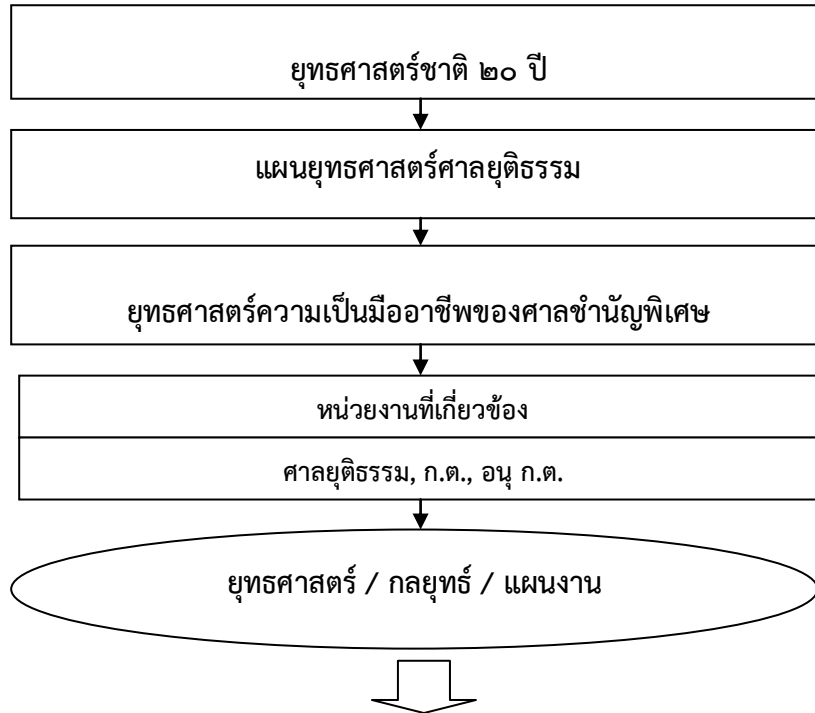 ยุทธศาสตร์ชาติ ๒๐ ปี
แผนยุทธศาสตร์ศาลยุติธรรม
ยุทธศาสตร์ความเป็นมืออาชีพของศาลชำนัญพิเศษ
หน่วยงานที่เกี่ยวข้อง
ศาลยุติธรรม, ก.ต., อนุ ก.ต.
ยุทธศาสตร์ / กลยุทธ์ / แผนงาน